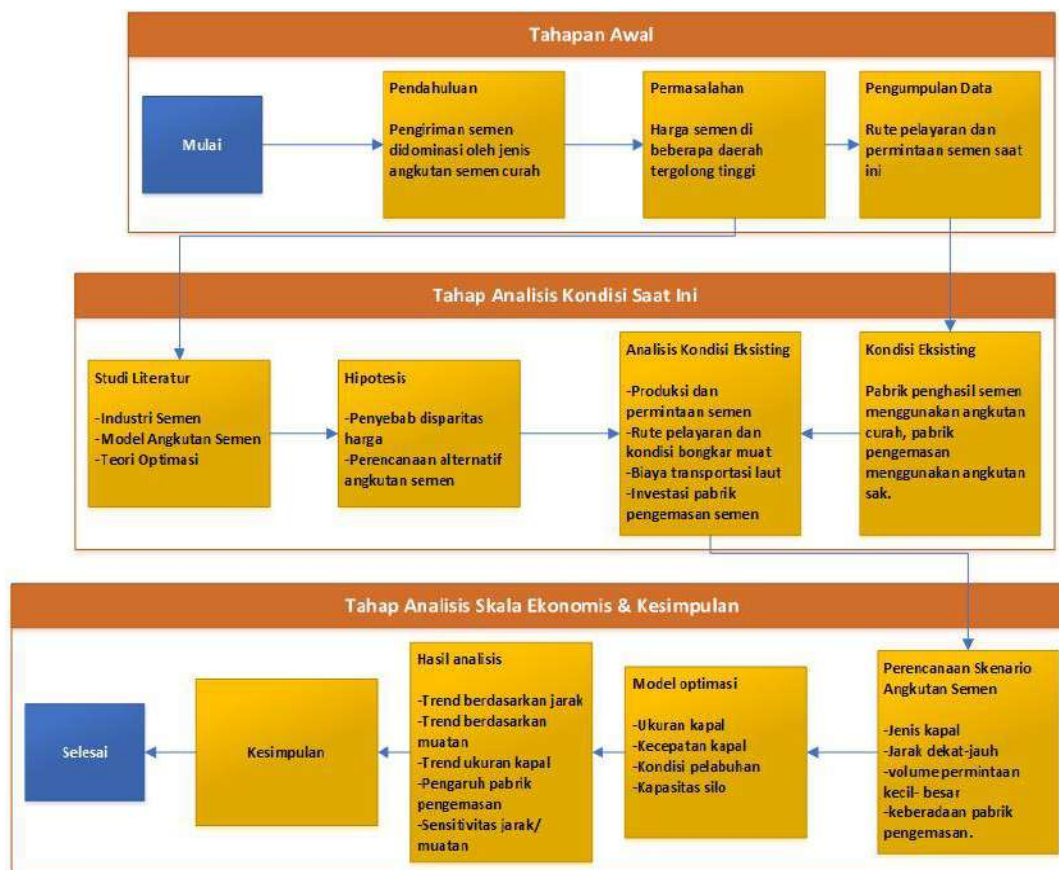 Tahapan Awal
Mulai
Pendahuluan
Pengiriman semen
didominasi oleh jenis
angkutan semen curah
Permasalahan
Harga semen di
beberapa daerah
tergolong tinggi
Pengumpulan Data
Rute pelayaran dan
permintaan semen saat
ini
Tahap Analisis Kondisi Saat Ini
Studi Literatur
-Industri Semen
-Model Angkutan Semen
-Teori Optimasi
Hipotesis
-Penyebab disparitas
harga
-Perencanaan alternatif
angkutan semen
Analisis Kondisi Eksisting
-Produksi dan
permintaan semen
-Rute pelayaran dan
kondisi bongkar muat
-Biaya transportasi laut
-Investasi pabrik
pengemasan semen
Kondisi Eksisting
Pabrik penghasil semen
menggunakan angkutan
curah, pabrik
pengemasan
menggunakan angkutan
sak.
Tahap Analisis Skala Ekonomis & Kesimpulan
Perencanaan Skenario
Angkutan Semen
-Jenis kapal
-Jarak dekat-jauh
-volume permintaan
kecil- besar
-keberadaan pabrik
pengemasan.
Model optimasi
-Ukuran kapal
-Kecepatan kapal
-Kondisi pelabuhan
-Kapasitas silo
Hasil analisis
-Trend berdasarkan jarak
-Trend berdasarkan
muatan
-Trend ukuran kapal
-Pengaruh pabrik
pengemasan
-Sensitivitas jarak/
muatan
Kesimpulan
Selesai